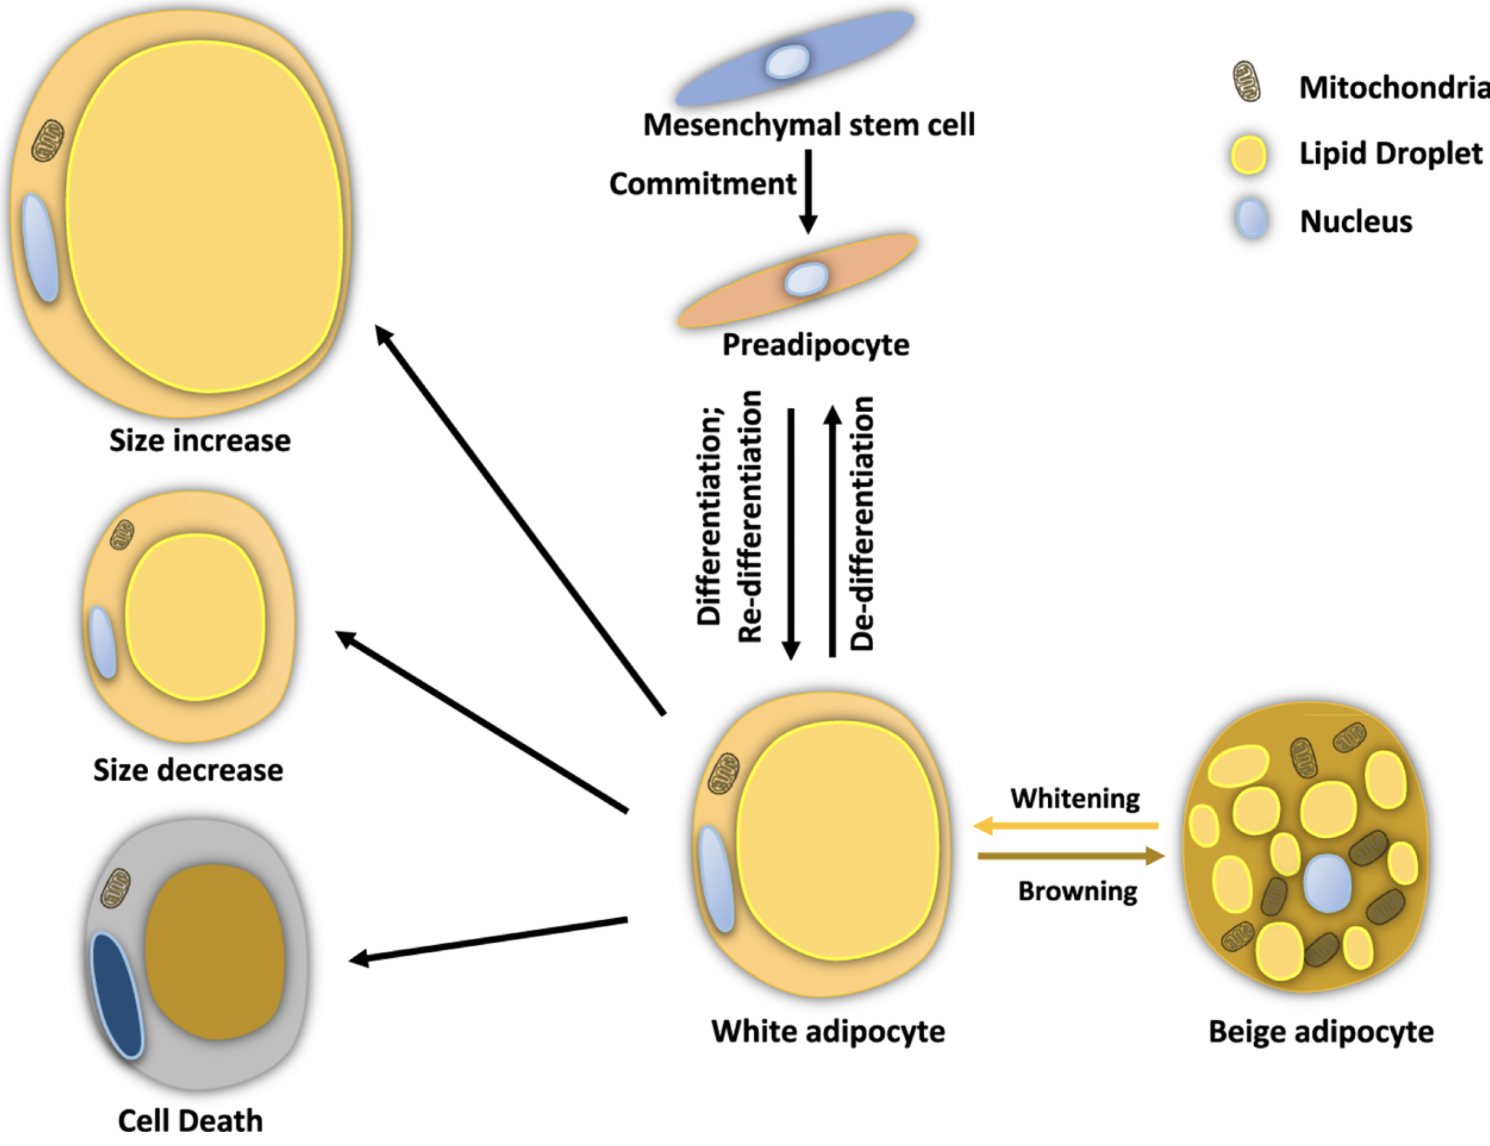 Mesenchymal stem cell
Commitment
Preadipocyte
Mitochondria
Lipid Droplet
Nucleus
Size increase
Differentiation;
Re-differentiation
De-differentiation
Size decrease
Whitening
Browning
White adipocyte
Beige adipocyte
Cell Death